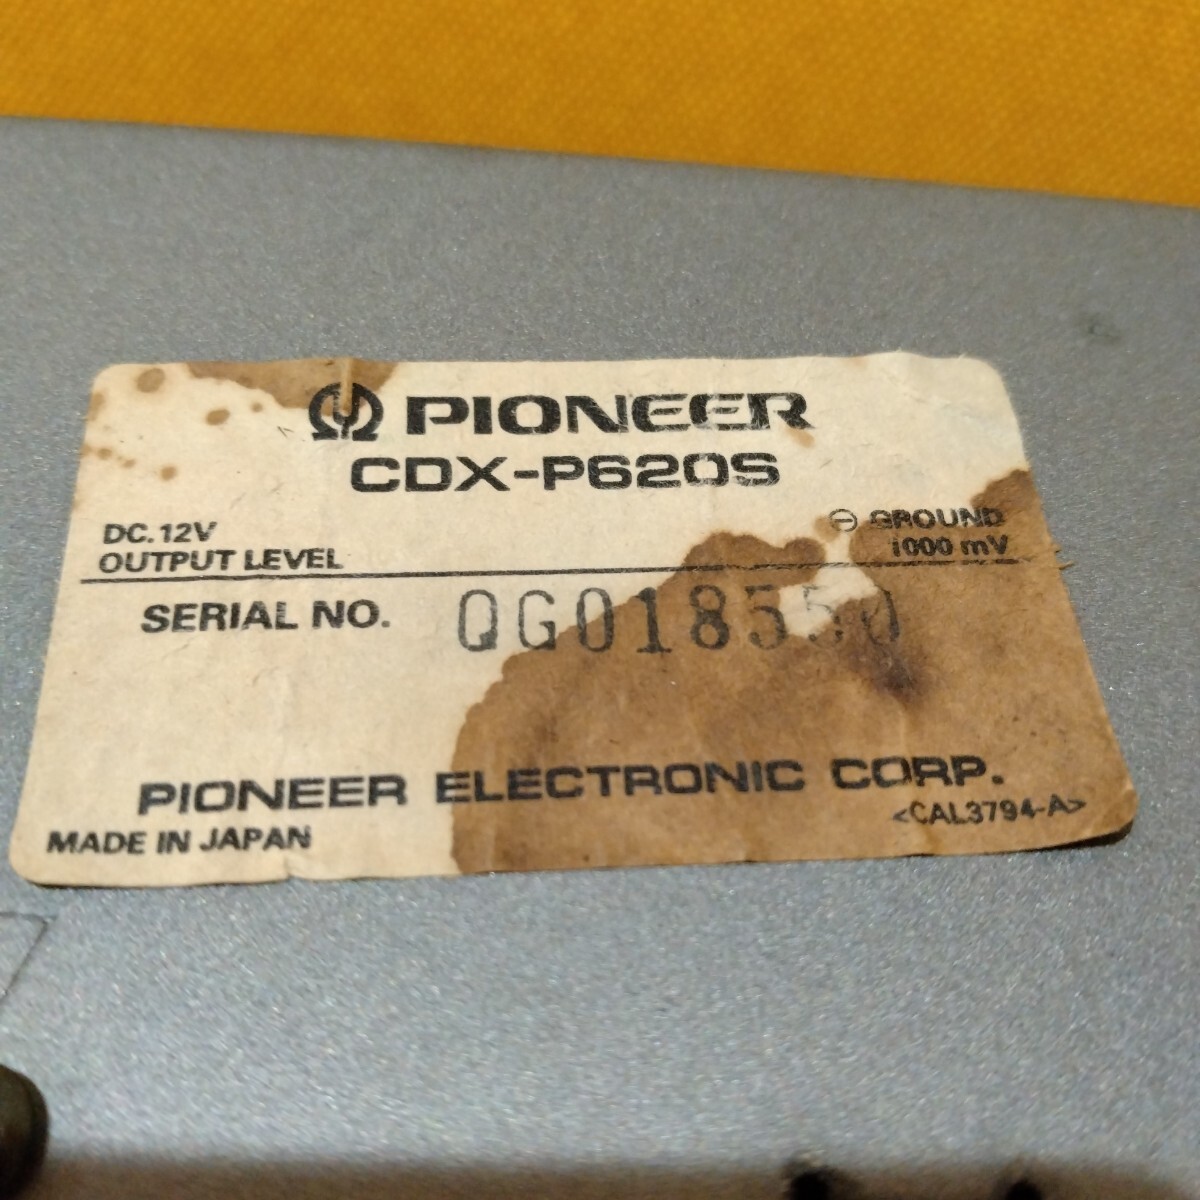 PIONEER
CDX-P620S
DC.12V ⊖ GROUND
OUTPUT LEVEL 1000 mV
SERIAL NO. QG018550
PIONEER ELECTRONIC CORP.
MADE IN JAPAN <CAL3794-A>